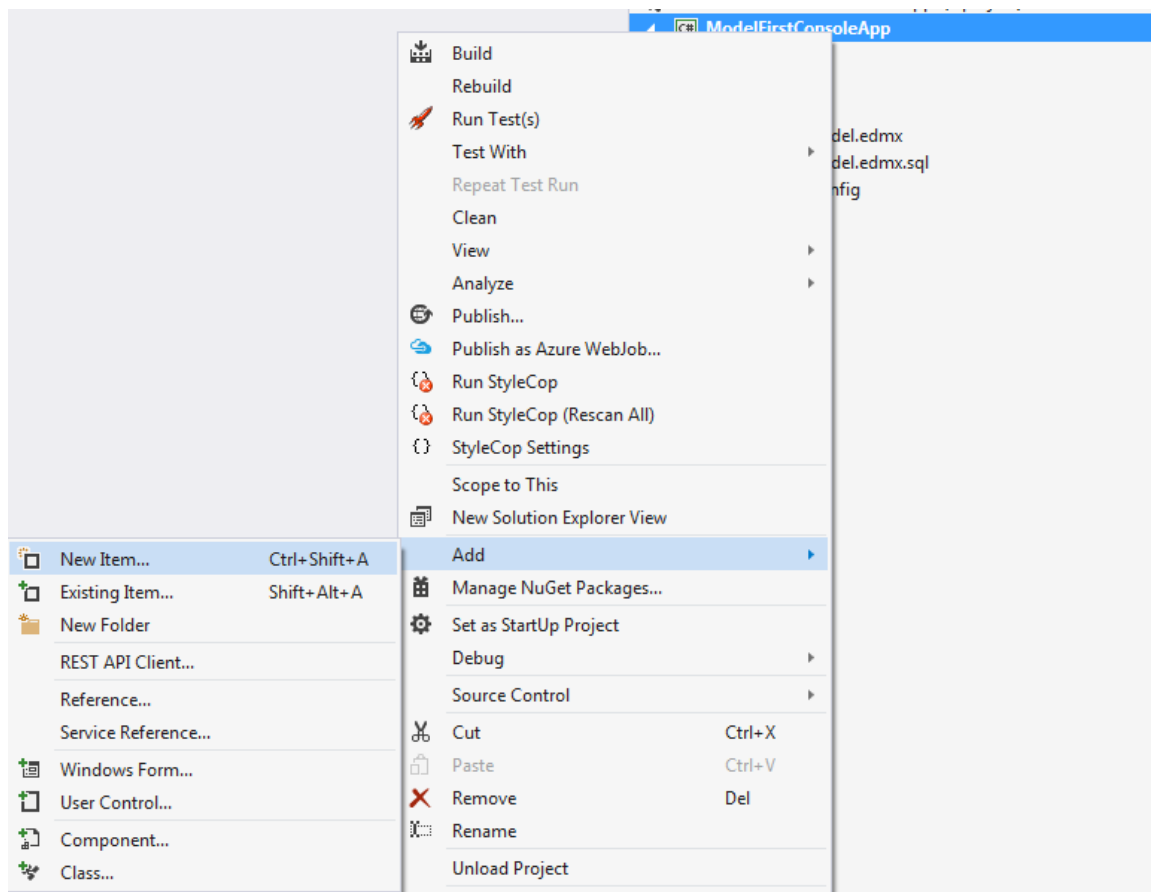 C# ModelFirstConsoleApp
Build
Rebuild
Run Test(s)
del.edmx
Test With
del.edmx.sql
Repeat Test Run
nfig
Clean
View
Analyze
Publish...
Publish as Azure WebJob...
Run StyleCop
Run StyleCop (Rescan All)
StyleCop Settings
Scope to This
New Solution Explorer View
Add
Manage NuGet Packages...
Set as StartUp Project
Debug
Source Control
Cut Ctrl+X
Paste Ctrl+V
Remove Del
Rename
Unload Project
New Item... Ctrl+Shift+A
Existing Item... Shift+Alt+A
New Folder
REST API Client...
Reference...
Service Reference...
Windows Form...
User Control...
Component...
Class...